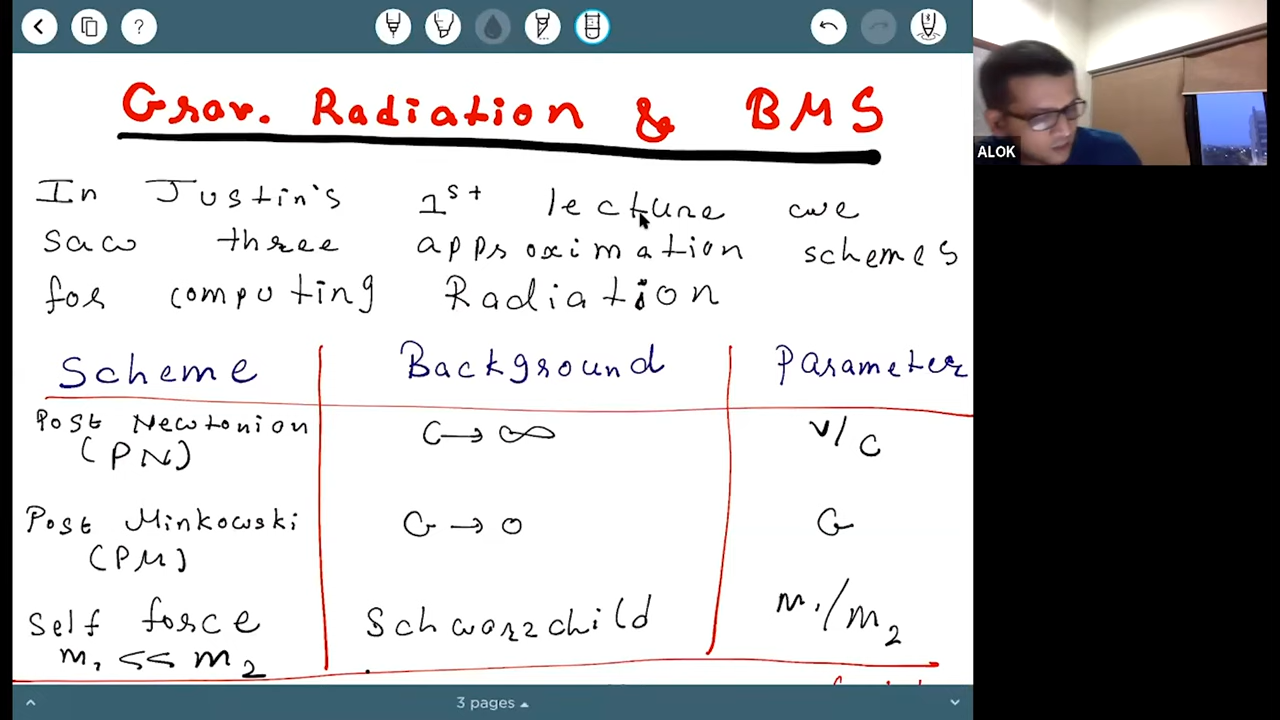 ?
Grav. Radiation & BMS
In Justin's 1st lecture we
saw three approximation schemes
for computing Radiation
Scheme Background Parameter
Post Newtonion C → ∞ v/c
(PN)
Post Minkowski G → 0 G
(PM)
Self force Schwarzchild m₁/m₂
m₁ << m₂
3 pages
ALOK